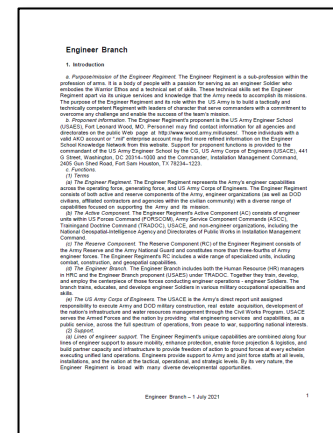 Engineer Branch
1. Introduction
a. Purpose/mission of the Engineer Regiment. The Engineer Regiment is a sub-profession within the
profession of arms. It is a body of people with a passion for serving as an engineer Soldier who
embodies the Warrior Ethos and a technical set of skills. These technical skills set the Engineer
Regiment apart via its unique services and knowledge that the Army needs to accomplish its missions.
The purpose of the Engineer Regiment and its role within the US Army is to build a tactically and
technically competent Regiment with leaders of character that serve commanders with a commitment to
overcome any challenge and enable the success of the team's mission.
b. Proponent information. The Engineer Regiment's proponent is the US Army Engineer School
(USAES), Fort Leonard Wood, MO. Personnel may find contact information for all agencies and
directorates on the public Web page at: http://www.wood.army.mil/usaes/. Those individuals with a
valid AKO account or ".mil" enterprise account may find more refined information on the Engineer
School Knowledge Network from this website. Support for proponent functions is provided to the
commandant of the US Army Engineer School by the CG, US Army Corps of Engineers (USACE), 441
G Street, Washington, DC 20314–1000 and the Commander, Installation Management Command,
2405 Gun Shed Road, Fort Sam Houston, TX 78234–1223.
c. Functions.
(1) Terms
(a) The Engineer Regiment. The Engineer Regiment represents the Army's engineer capabilities
across the operating force, generating force, and US Army Corps of Engineers. The Engineer Regiment
consists of both active and reserve components of the Army, engineer organizations (as well as DOD
civilians, affiliated contractors and agencies within the civilian community) with a diverse range of
capabilities focused on supporting the Army and its mission.
(b) The Active Component. The Engineer Regiment's Active Component (AC) consists of engineer
units within US Forces Command (FORSCOM), Army Service Component Commands (ASCC),
Trainingand Doctrine Command (TRADOC), USACE, and non-engineer organizations, including the
National Geospatial-Intelligence Agency and Directorates of Public Works in Installation Management
Command.
(c) The Reserve Component. The Reserve Component (RC) of the Engineer Regiment consists of
the Army Reserve and the Army National Guard and constitutes more than three-fourths of Army
engineer forces. The Engineer Regiment's RC includes a wide range of specialized units, including
combat, construction, and geospatial capabilities.
(d) The Engineer Branch. The Engineer Branch includes both the Human Resource (HR) managers
in HRC and the Engineer Branch proponent (USAES) under TRADOC. Together they train, develop,
and employ the centerpiece of those forces conducting engineer operations - engineer Soldiers. The
branch trains, educates, and develops engineer Soldiers in various military occupational specialties and
skills.
(e) The US Army Corps of Engineers. The USACE is the Army's direct report unit assigned
responsibility to execute Army and DOD military construction, real estate acquisition, development of
the nation's infrastructure and water resources management through the Civil Works Program. USACE
serves the Armed Forces and the nation by providing vital engineering services and capabilities, as a
public service, across the full spectrum of operations, from peace to war, supporting national interests.
(2) Support.
(a) Lines of engineer support. The Engineer Regiment's unique capabilities are combined along four
lines of engineer support to assure mobility, enhance protection, enable force projection & logistics, and
build partner capacity and infrastructure to provide freedom of action to ground forces at every echelon
executing unified land operations. Engineers provide support to Army and joint force staffs at all levels,
installations, and the nation at the tactical, operational, and strategic levels. By its very nature, the
Engineer Regiment is broad with many diverse developmental opportunities.
Engineer Branch – 1 July 2021 1